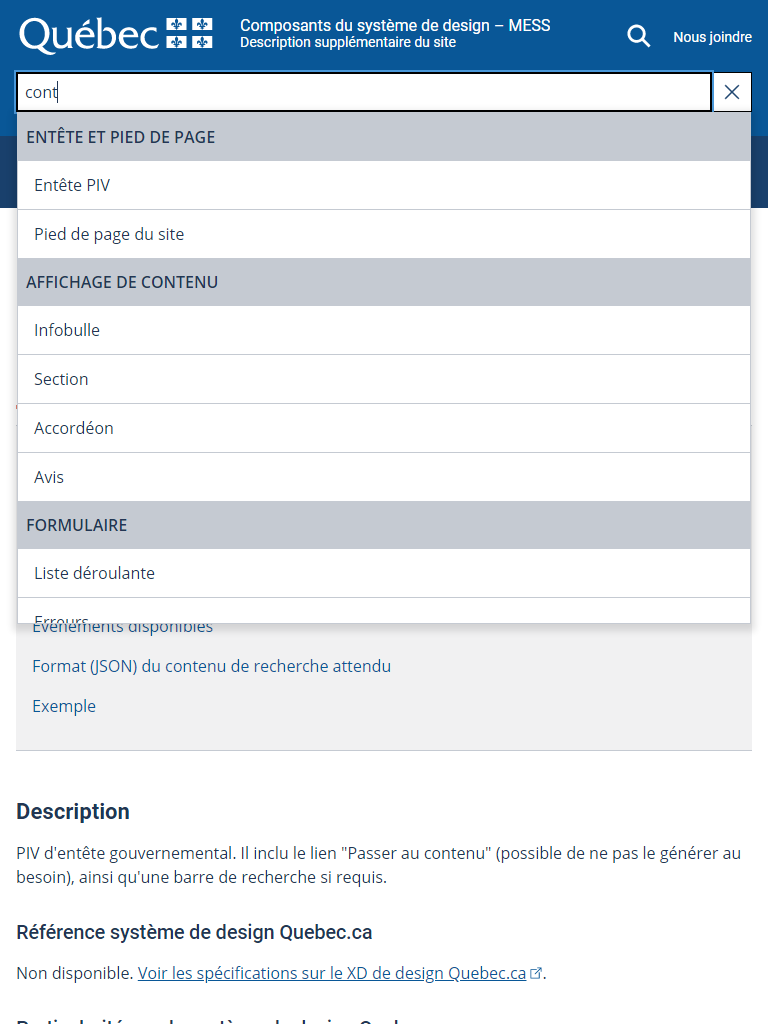 Québec
Composants du système de design – MESS
Description supplémentaire du site
Nous joindre
cont
ENTÊTE ET PIED DE PAGE
Entête PIV
Pied de page du site
AFFICHAGE DE CONTENU
Infobulle
Section
Accordéon
Avis
FORMULAIRE
Liste déroulante
Erreurs
Évènements disponibles
Format (JSON) du contenu de recherche attendu
Exemple
Description
PIV d'entête gouvernemental. Il inclu le lien "Passer au contenu" (possible de ne pas le générer au
besoin), ainsi qu'une barre de recherche si requis.
Référence système de design Quebec.ca
Non disponible. Voir les spécifications sur le XD de design Quebec.ca.